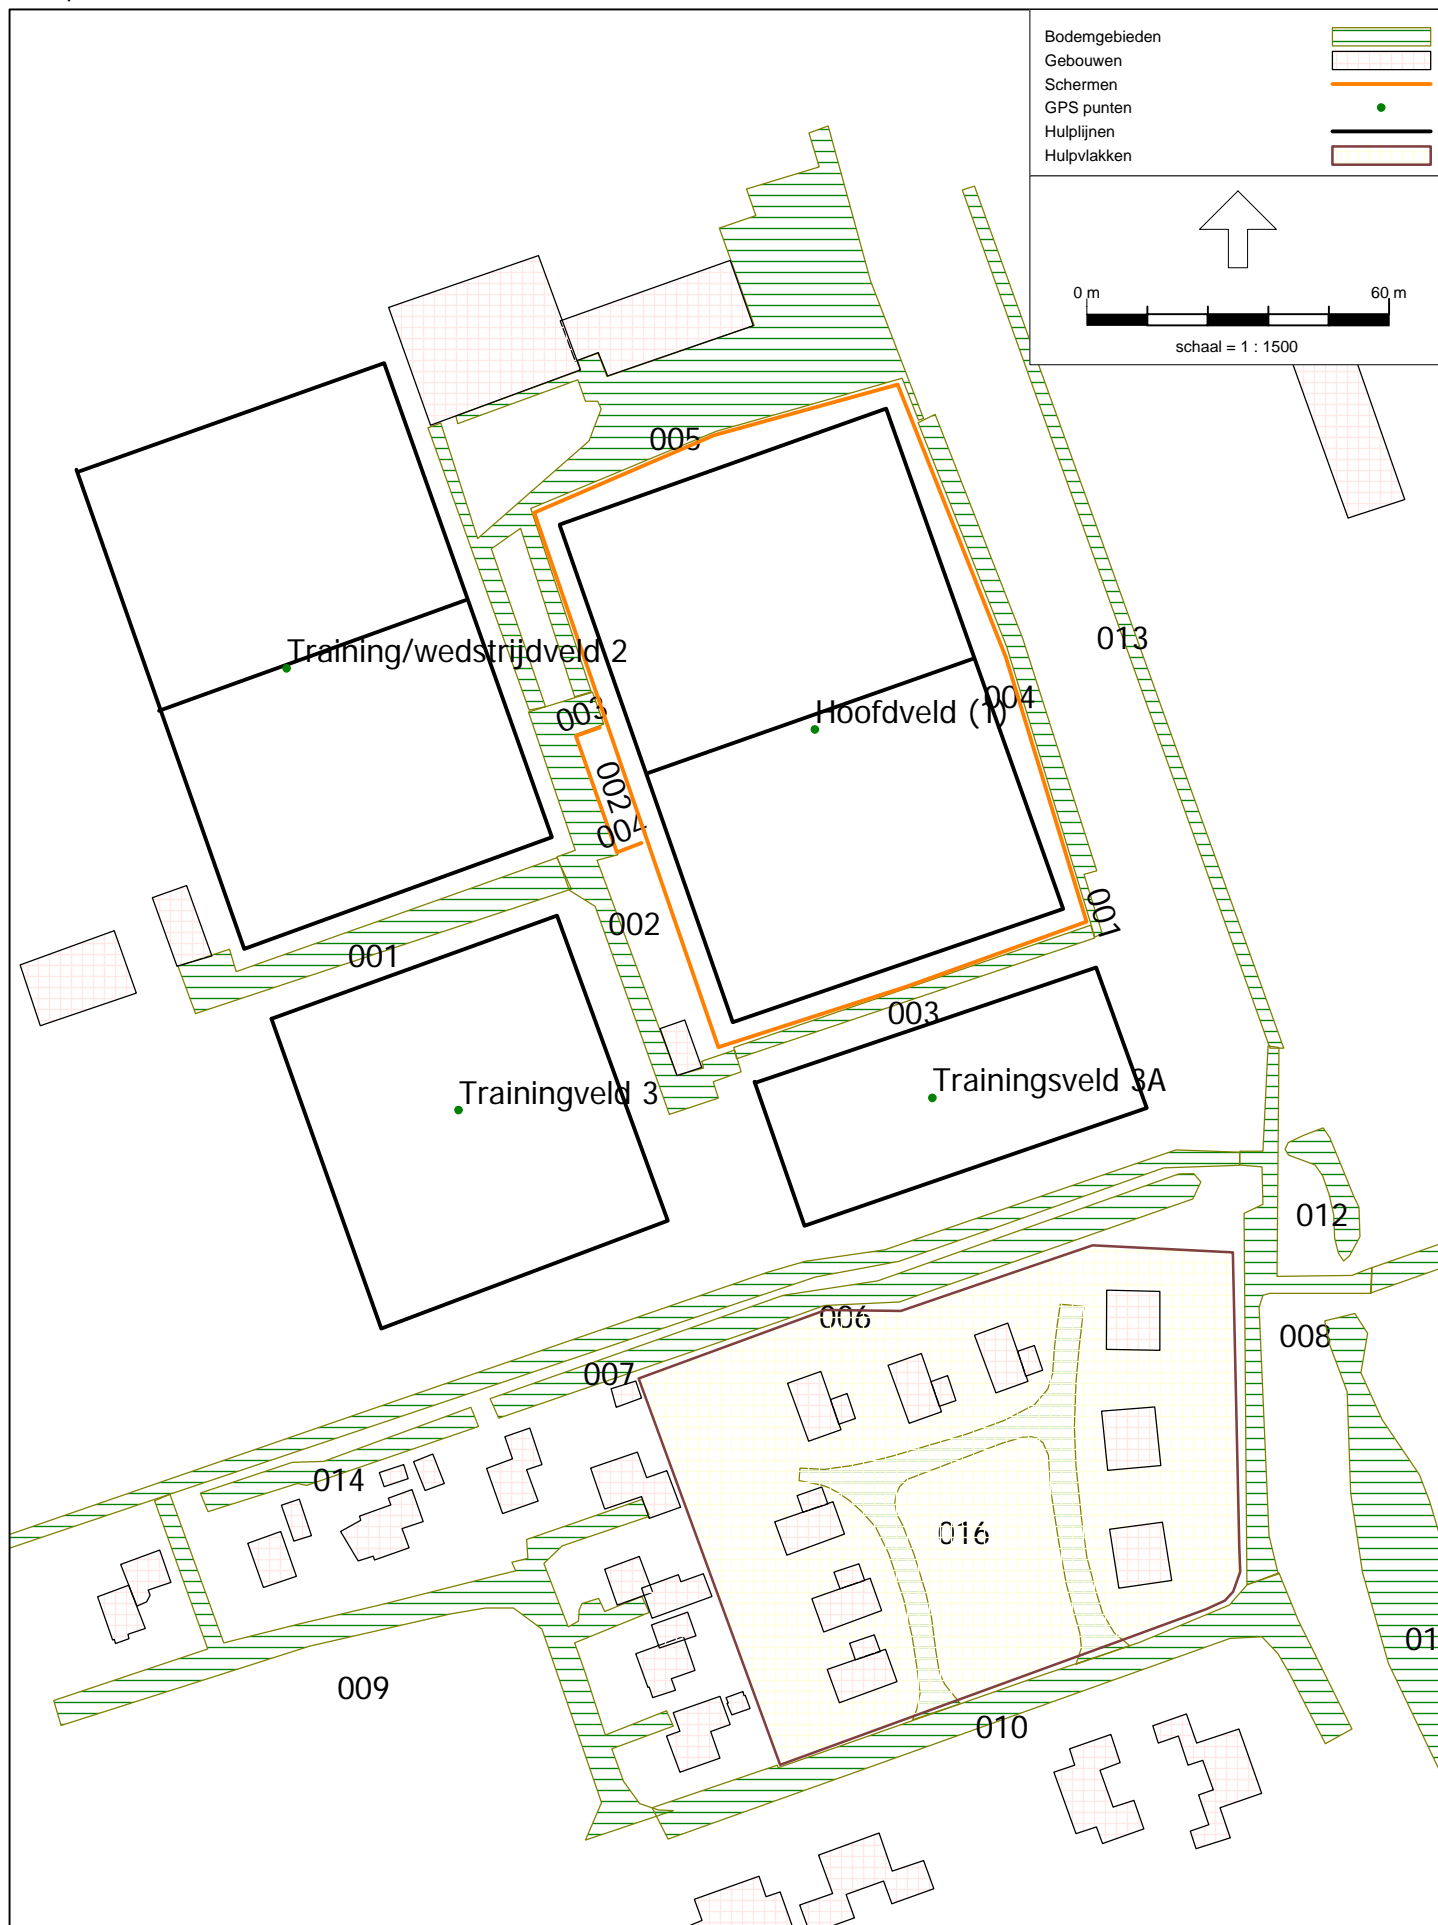 Bodemgebieden
Gebouwen
Schermen
GPS punten
Hulplijnen
Hulpvlakken
0 m 60 m
schaal = 1 : 1500
005
013
Training/wedstrijdveld 2
003
004
Hoofdveld (1)
002
004
001
002
001
003
Trainingveld 3
Trainingsveld 3A
012
006
008
007
014
016
01
009
010